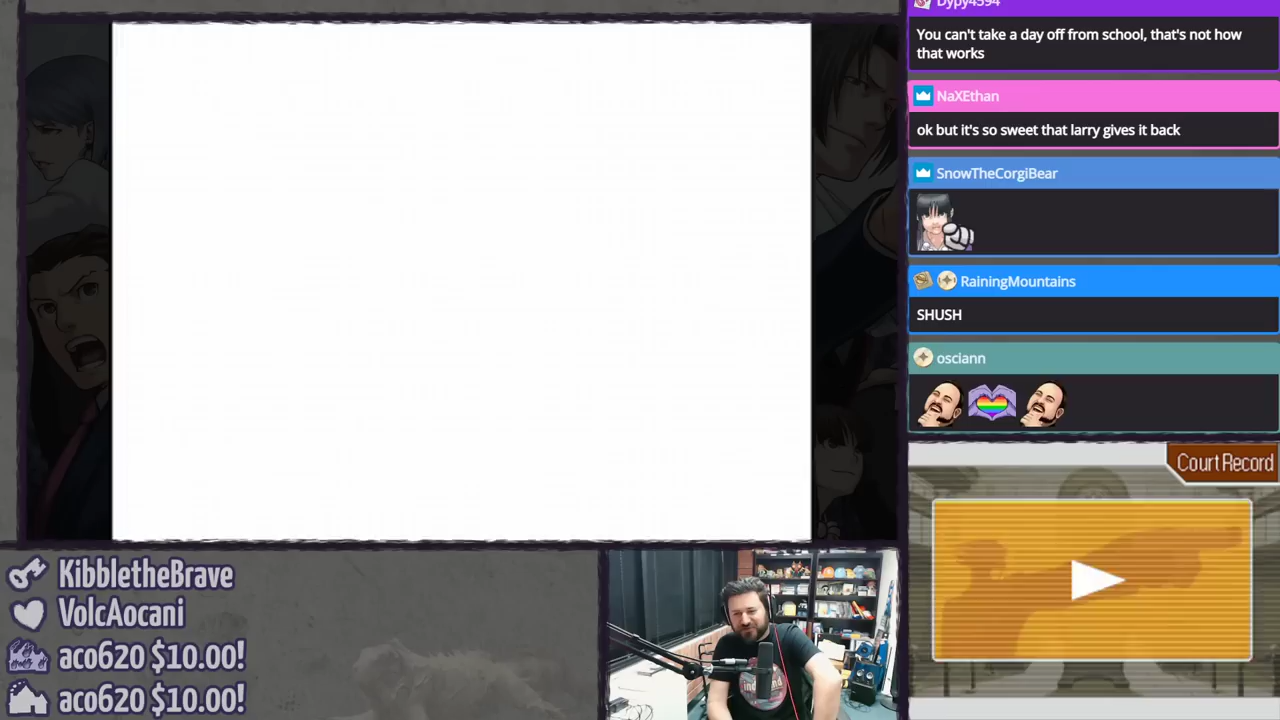 Dypy4594
You can't take a day off from school, that's not how
that works
NaXEthan
ok but it's so sweet that larry gives it back
SnowTheCorgiBear
RainingMountains
SHUSH
osciann
Court Record
KibbletheBrave
VolcAocani
aco620 $10.00!
aco620 $10.00!